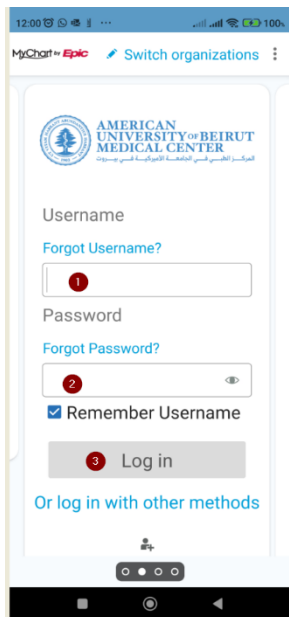 12:00
100%
MyChart by Epic
Switch organizations
AMERICAN
UNIVERSITY OF BEIRUT
MEDICAL CENTER
المركز الطبي في الجامعة الأميركية في بيروت
Username
Forgot Username?
1
Password
Forgot Password?
2
Remember Username
3 Log in
Or log in with other methods